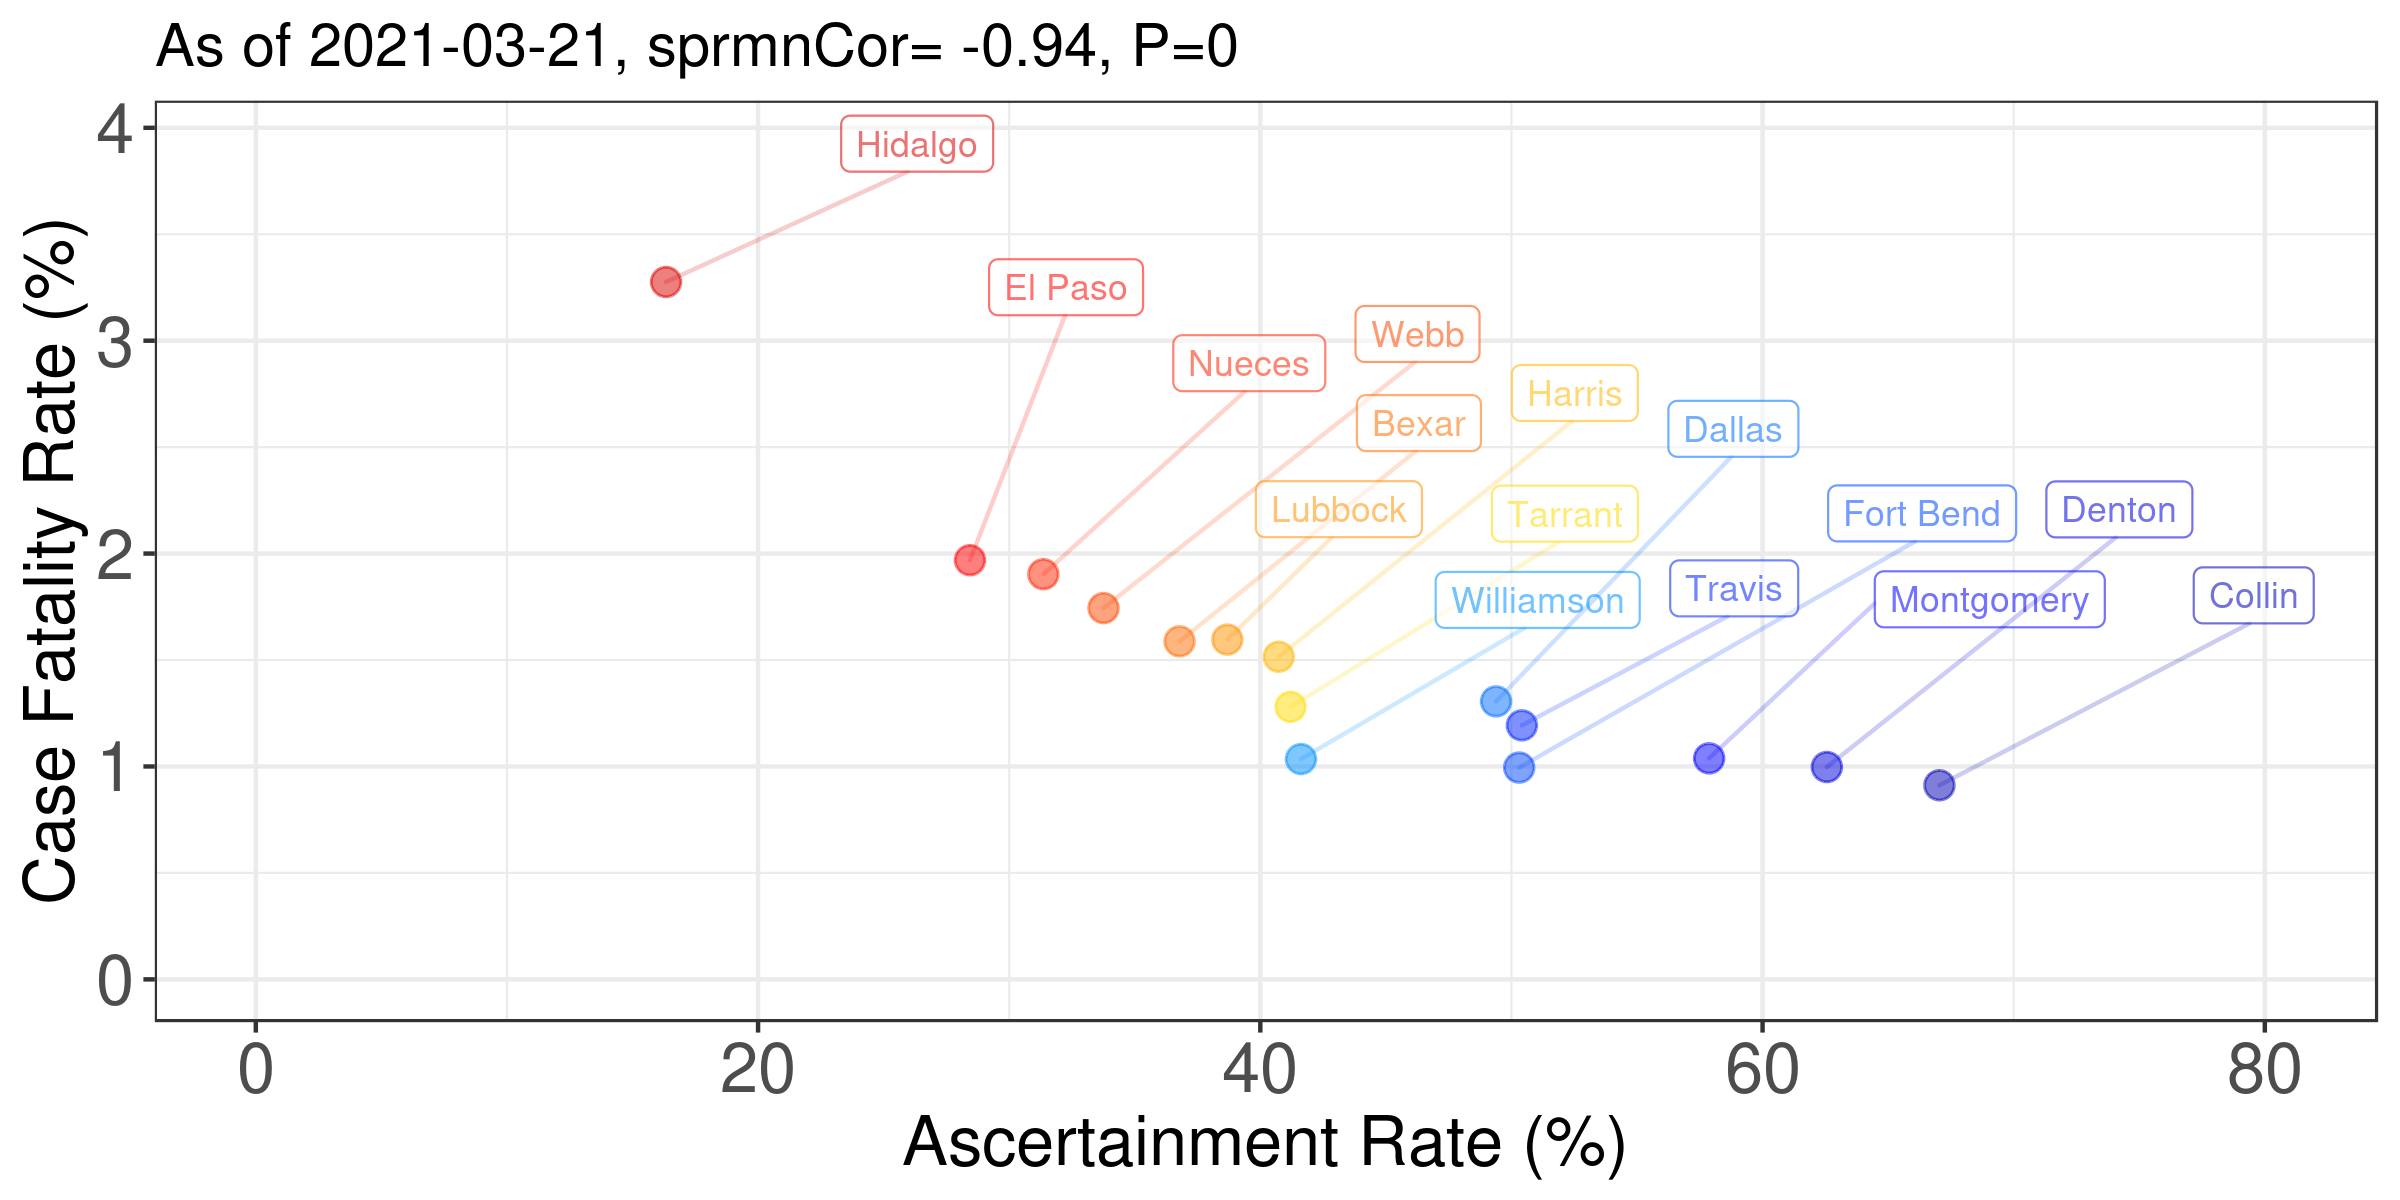 As of 2021-03-21, sprmnCor= -0.94, P=0
Case Fatality Rate (%)
4
3
2
1
0
Hidalgo
El Paso
Webb
Nueces
Harris
Bexar
Dallas
Lubbock
Tarrant
Fort Bend
Denton
Williamson
Travis
Montgomery
Collin
0 20 40 60 80
Ascertainment Rate (%)